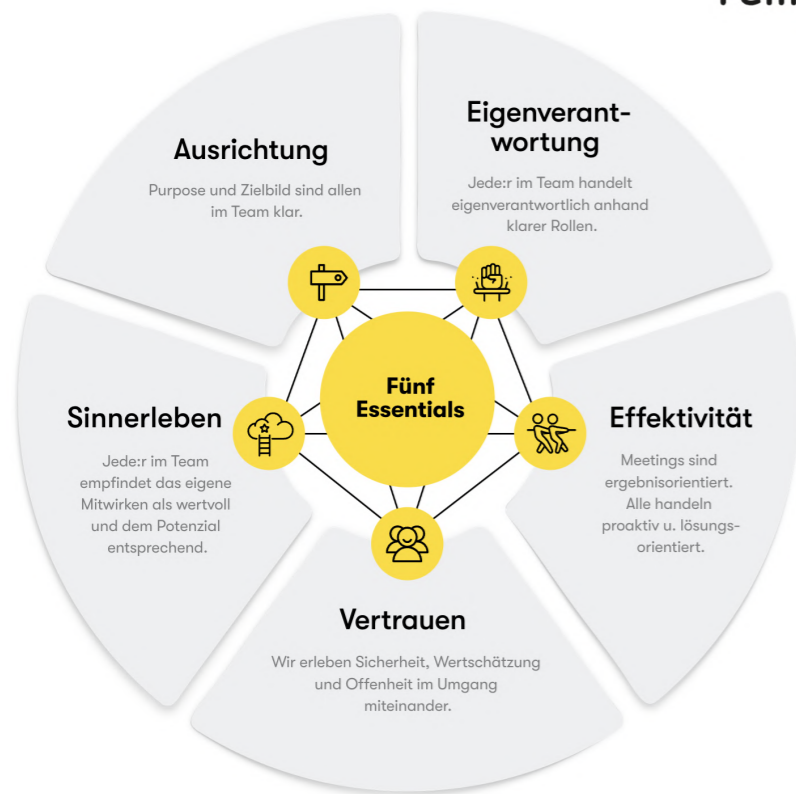 Ausrichtung
Purpose und Zielbild sind allen
im Team klar.
Eigenverant-
wortung
Jede:r im Team handelt
eigenverantwortlich anhand
klarer Rollen.
Fünf
Essentials
Sinnerleben
Jede:r im Team
empfindet das eigene
Mitwirken als wertvoll
und dem Potenzial
entsprechend.
Effektivität
Meetings sind
ergebnisorientiert.
Alle handeln
proaktiv u. lösungs-
orientiert.
Vertrauen
Wir erleben Sicherheit, Wertschätzung
und Offenheit im Umgang
miteinander.